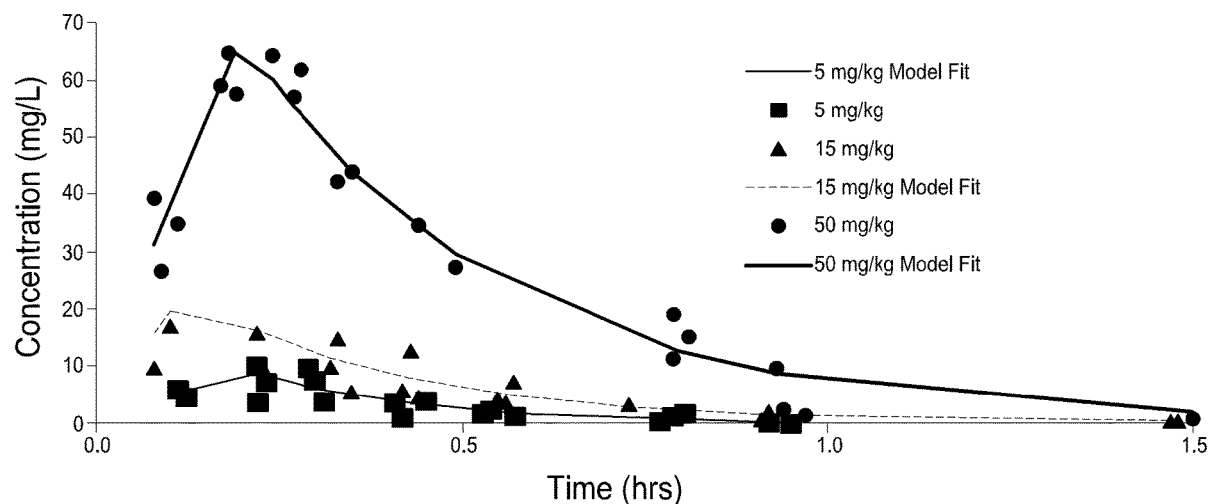 70
60
50
40
30
20
10
0
Concentration (mg/L)
0.0
0.5
1.0
1.5
Time (hrs)
5 mg/kg Model Fit
5 mg/kg
15 mg/kg
15 mg/kg Model Fit
50 mg/kg
50 mg/kg Model Fit